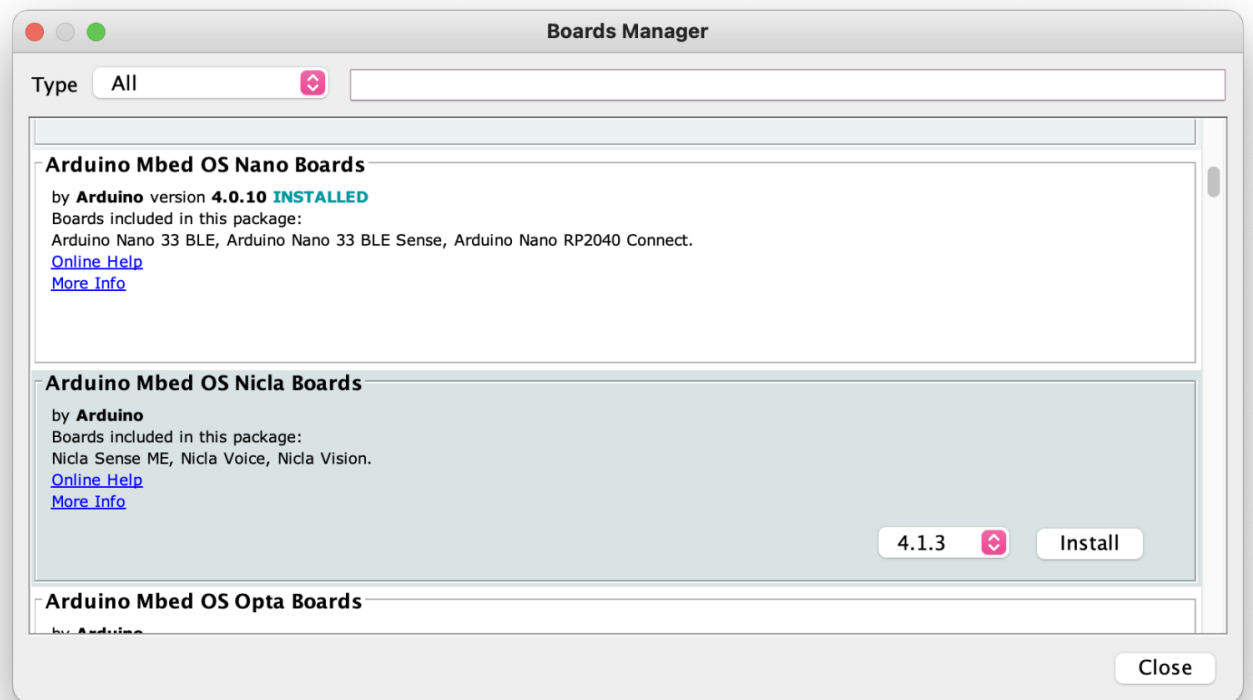 Boards Manager
Type All
Arduino Mbed OS Nano Boards
by Arduino version 4.0.10 INSTALLED
Boards included in this package:
Arduino Nano 33 BLE, Arduino Nano 33 BLE Sense, Arduino Nano RP2040 Connect.
Online Help
More Info
Arduino Mbed OS Nicla Boards
by Arduino
Boards included in this package:
Nicla Sense ME, Nicla Voice, Nicla Vision.
Online Help
More Info
4.1.3 Install
Arduino Mbed OS Opta Boards
by Arduino
Close